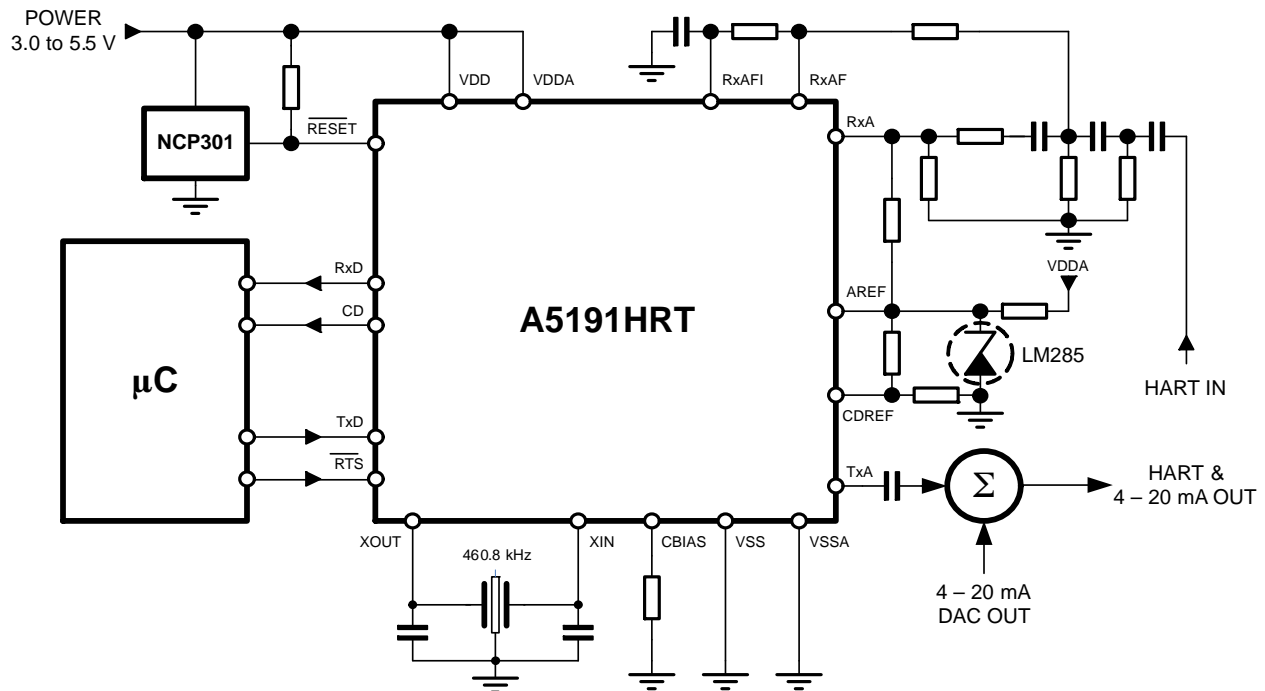 POWER
3.0 to 5.5 V
VDD
VDDA
RxAFI
RxAF
NCP301
RESET
RxA
VDDA
RxD
CD
A5191HRT
AREF
LM285
µC
CDREF
HART IN
TxD
RTS
TxA
Σ
HART &
4 – 20 mA OUT
XOUT
XIN
CBIAS
VSS
VSSA
460.8 kHz
4 – 20 mA
DAC OUT